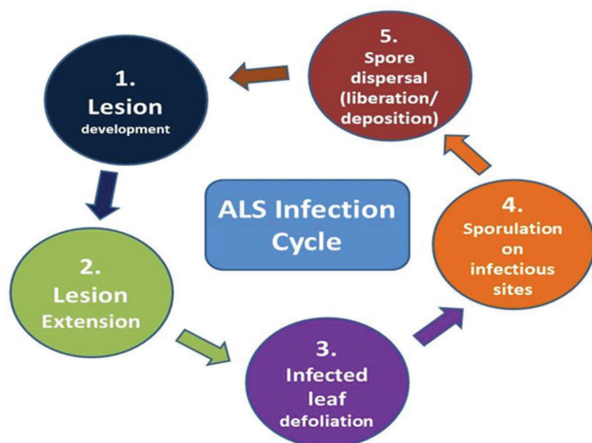 1.
Lesion
development
2.
Lesion
Extension
3.
Infected
leaf
defoliation
4.
Sporulation
on
infectious
sites
5.
Spore
dispersal
(liberation/
deposition)
ALS Infection
Cycle